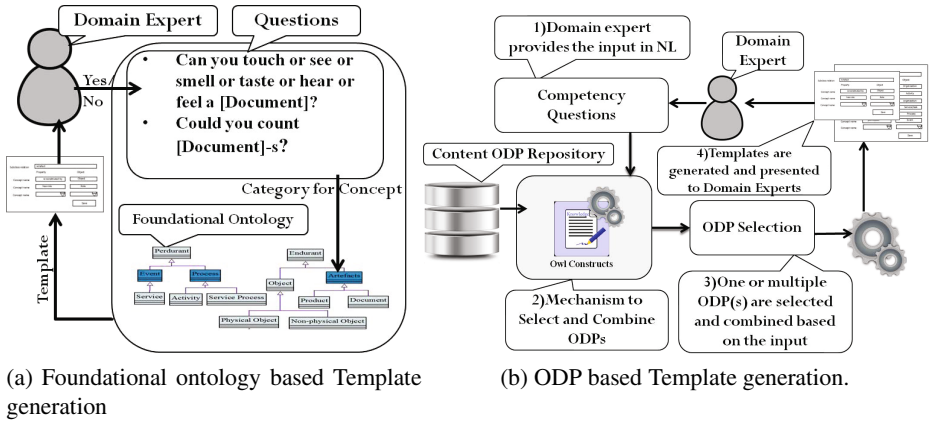 Domain Expert
Questions
Yes/
No
• Can you touch or see or
smell or taste or hear or
feel a [Document]?
• Could you count
[Document]-s?
Category for Concept
Foundational Ontology
Template
Perdurant
Endurant
Event
Process
Object
Artefacts
Service
Activity
Service Process
Product
Document
Physical Object
Non-physical Object
(a) Foundational ontology based Template
generation
1)Domain expert
provides the input in NL
Domain
Expert
Competency
Questions
Content ODP Repository
4)Templates are
generated and presented
to Domain Experts
Owl Constructs
ODP Selection
2)Mechanism to
Select and Combine
ODPs
3)One or multiple
ODP(s) are selected
and combined based
on the input
(b) ODP based Template generation.